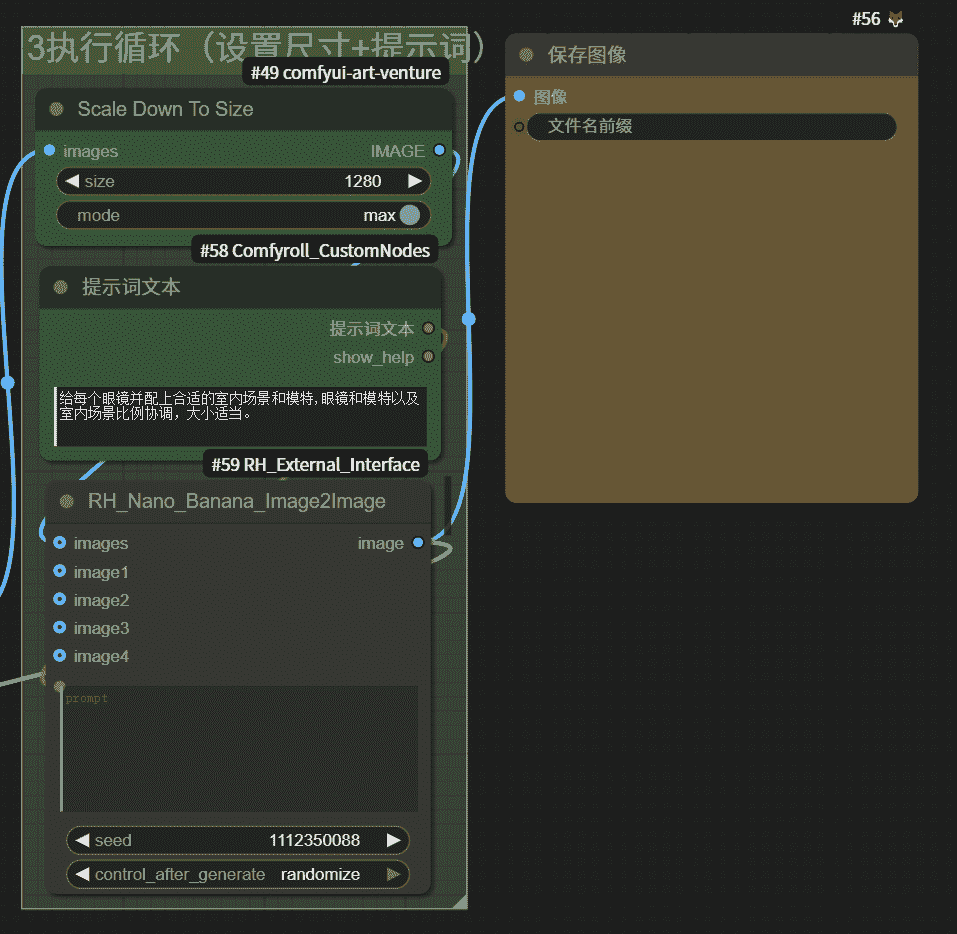 #56
3执行循环（设置尺寸+提示词）
#49 comfyui-art-venture
Scale Down To Size
images
IMAGE
size 1280
mode max
#58 Comfyroll_CustomNodes
提示词文本
提示词文本
show_help
给每个眼镜并配上合适的室内场景和模特,眼镜和模特以及
室内场景比例协调，大小适当。
#59 RH_External_Interface
RH_Nano_Banana_Image2Image
images
image
image1
image2
image3
image4
prompt
seed 1112350088
control_after_generate randomize
保存图像
图像
文件名前缀